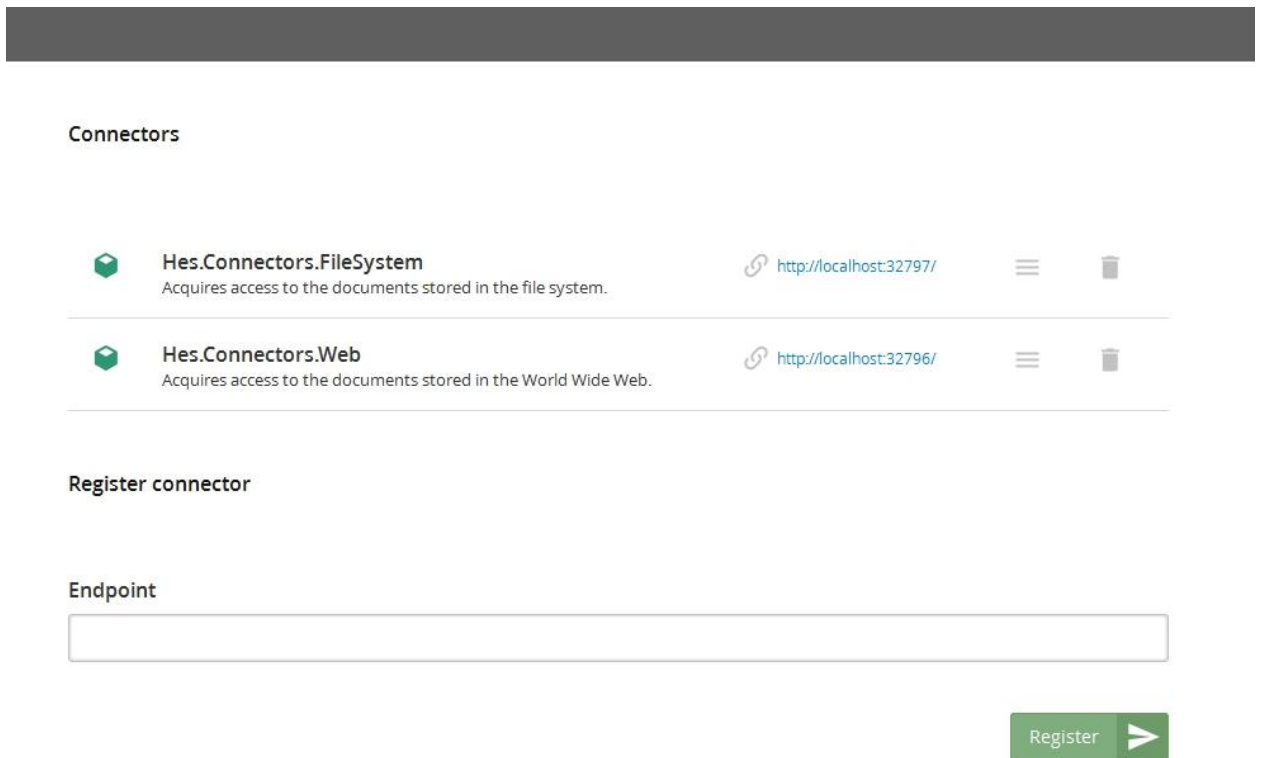 Connectors
Hes.Connectors.FileSystem
Acquires access to the documents stored in the file system.
http://localhost:32797/
Hes.Connectors.Web
Acquires access to the documents stored in the World Wide Web.
http://localhost:32796/
Register connector
Endpoint
Register